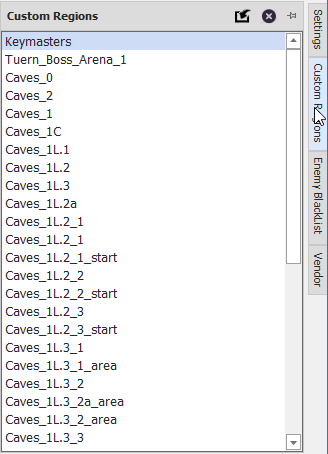 Custom Regions
Keymasters
Tuern_Boss_Arena_1
Caves_0
Caves_2
Caves_1
Caves_1C
Caves_1L.1
Caves_1L.2
Caves_1L.3
Caves_1L.2a
Caves_1L.2_1
Caves_1L.2_1
Caves_1L.2_1_start
Caves_1L.2_2
Caves_1L.2_2_start
Caves_1L.2_3
Caves_1L.2_3_start
Caves_1L.3_1
Caves_1L.3_1_area
Caves_1L.3_2
Caves_1L.3_2a_area
Caves_1L.3_2_area
Caves_1L.3_3
Settings
Custom Regions
Enemy BlackList
Vendor